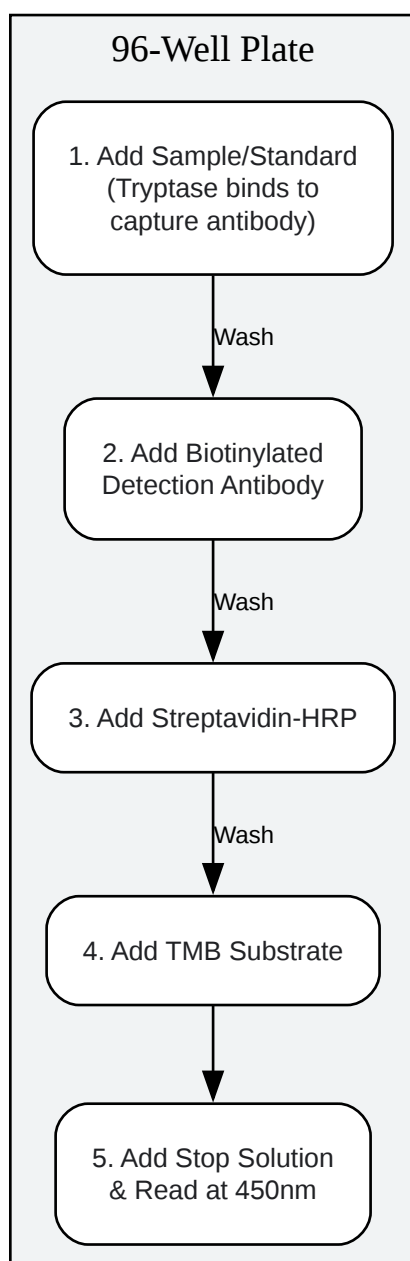 96-Well Plate
1. Add Sample/Standard
(Tryptase binds to
capture antibody)
Wash
2. Add Biotinylated
Detection Antibody
Wash
3. Add Streptavidin-HRP
Wash
4. Add TMB Substrate
5. Add Stop Solution
& Read at 450nm